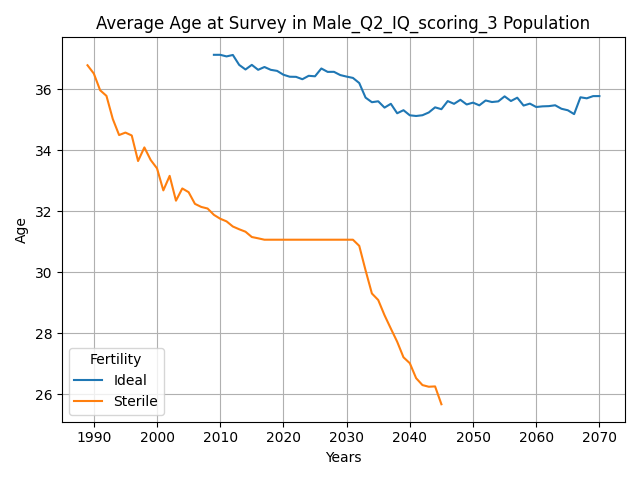 Average Age at Survey in Male_Q2_IQ_scoring_3 Population
Age
36
34
32
30
28
26
Fertility
Ideal
Sterile
1990 2000 2010 2020 2030 2040 2050 2060 2070
Years